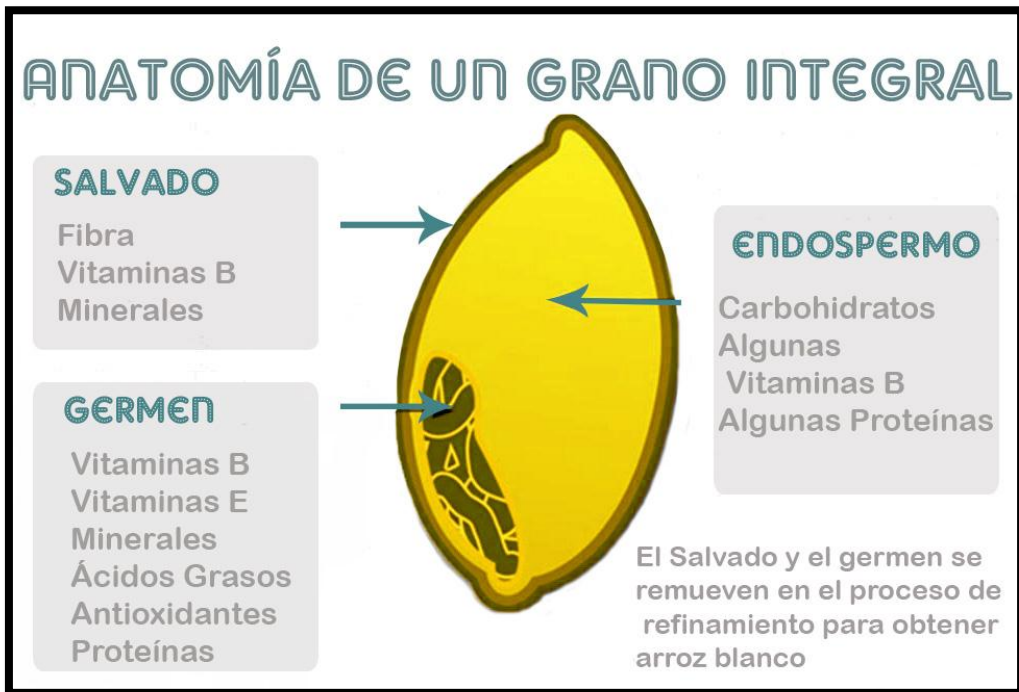 ANATOMÍA DE UN GRANO INTEGRAL
SALVADO
Fibra
Vitaminas B
Minerales
GERMEN
Vitaminas B
Vitaminas E
Minerales
Ácidos Grasos
Antioxidantes
Proteínas
ENDOSPERMO
Carbohidratos
Algunas
Vitaminas B
Algunas Proteínas
El Salvado y el germen se
remueven en el proceso de
refinamiento para obtener
arroz blanco